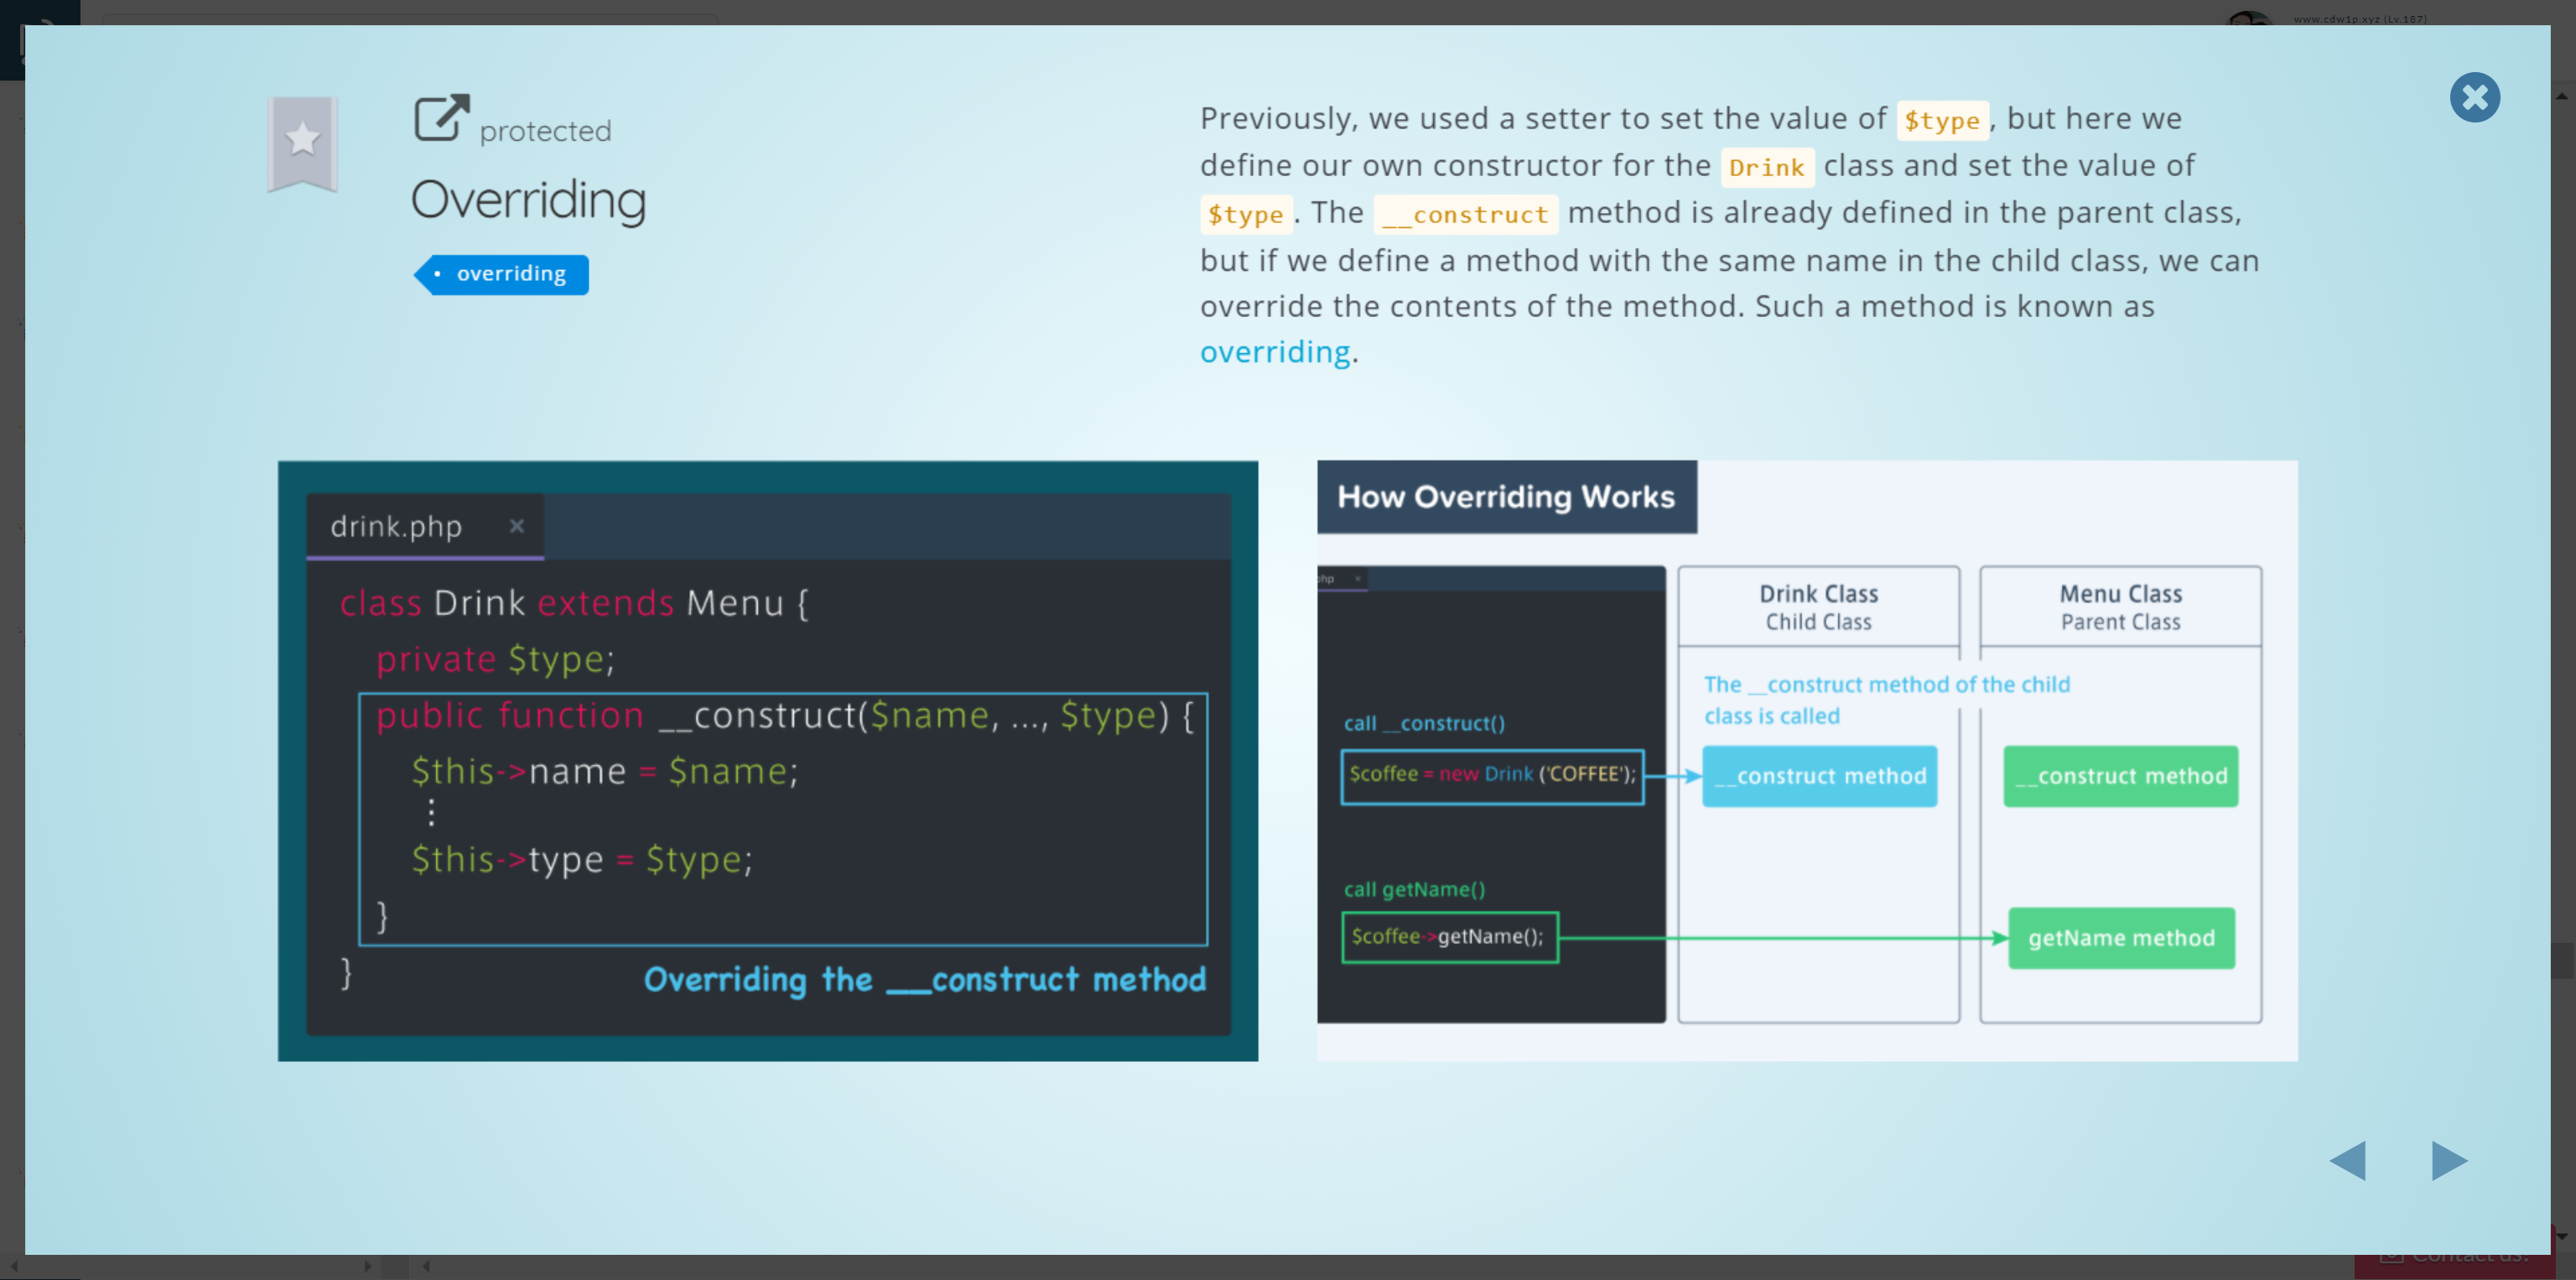 www.cdw1p.xyz (Lv.187)
protected
Overriding
overriding
Previously, we used a setter to set the value of $type, but here we
define our own constructor for the Drink class and set the value of
$type. The __construct method is already defined in the parent class,
but if we define a method with the same name in the child class, we can
override the contents of the method. Such a method is known as
overriding.
drink.php ×
class Drink extends Menu {
private $type;
public function __construct($name, ..., $type) {
$this->name = $name;
⋮
$this->type = $type;
}
}
Overriding the __construct method
How Overriding Works
php ×
Drink Class
Child Class
Menu Class
Parent Class
The __construct method of the child
class is called
call __construct()
$coffee = new Drink ('COFFEE');
__construct method
__construct method
call getName()
$coffee->getName();
getName method
Contact us!